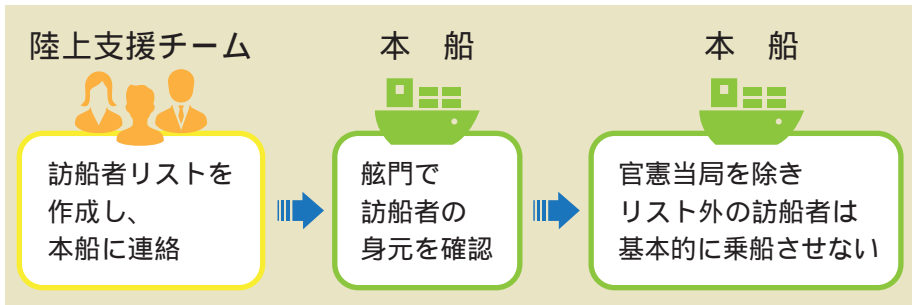 陸上支援チーム
訪船者リストを
作成し、
本船に連絡
本　船
舷門で
訪船者の
身元を確認
本　船
官憲当局を除き
リスト外の訪船者は
基本的に乗船させない